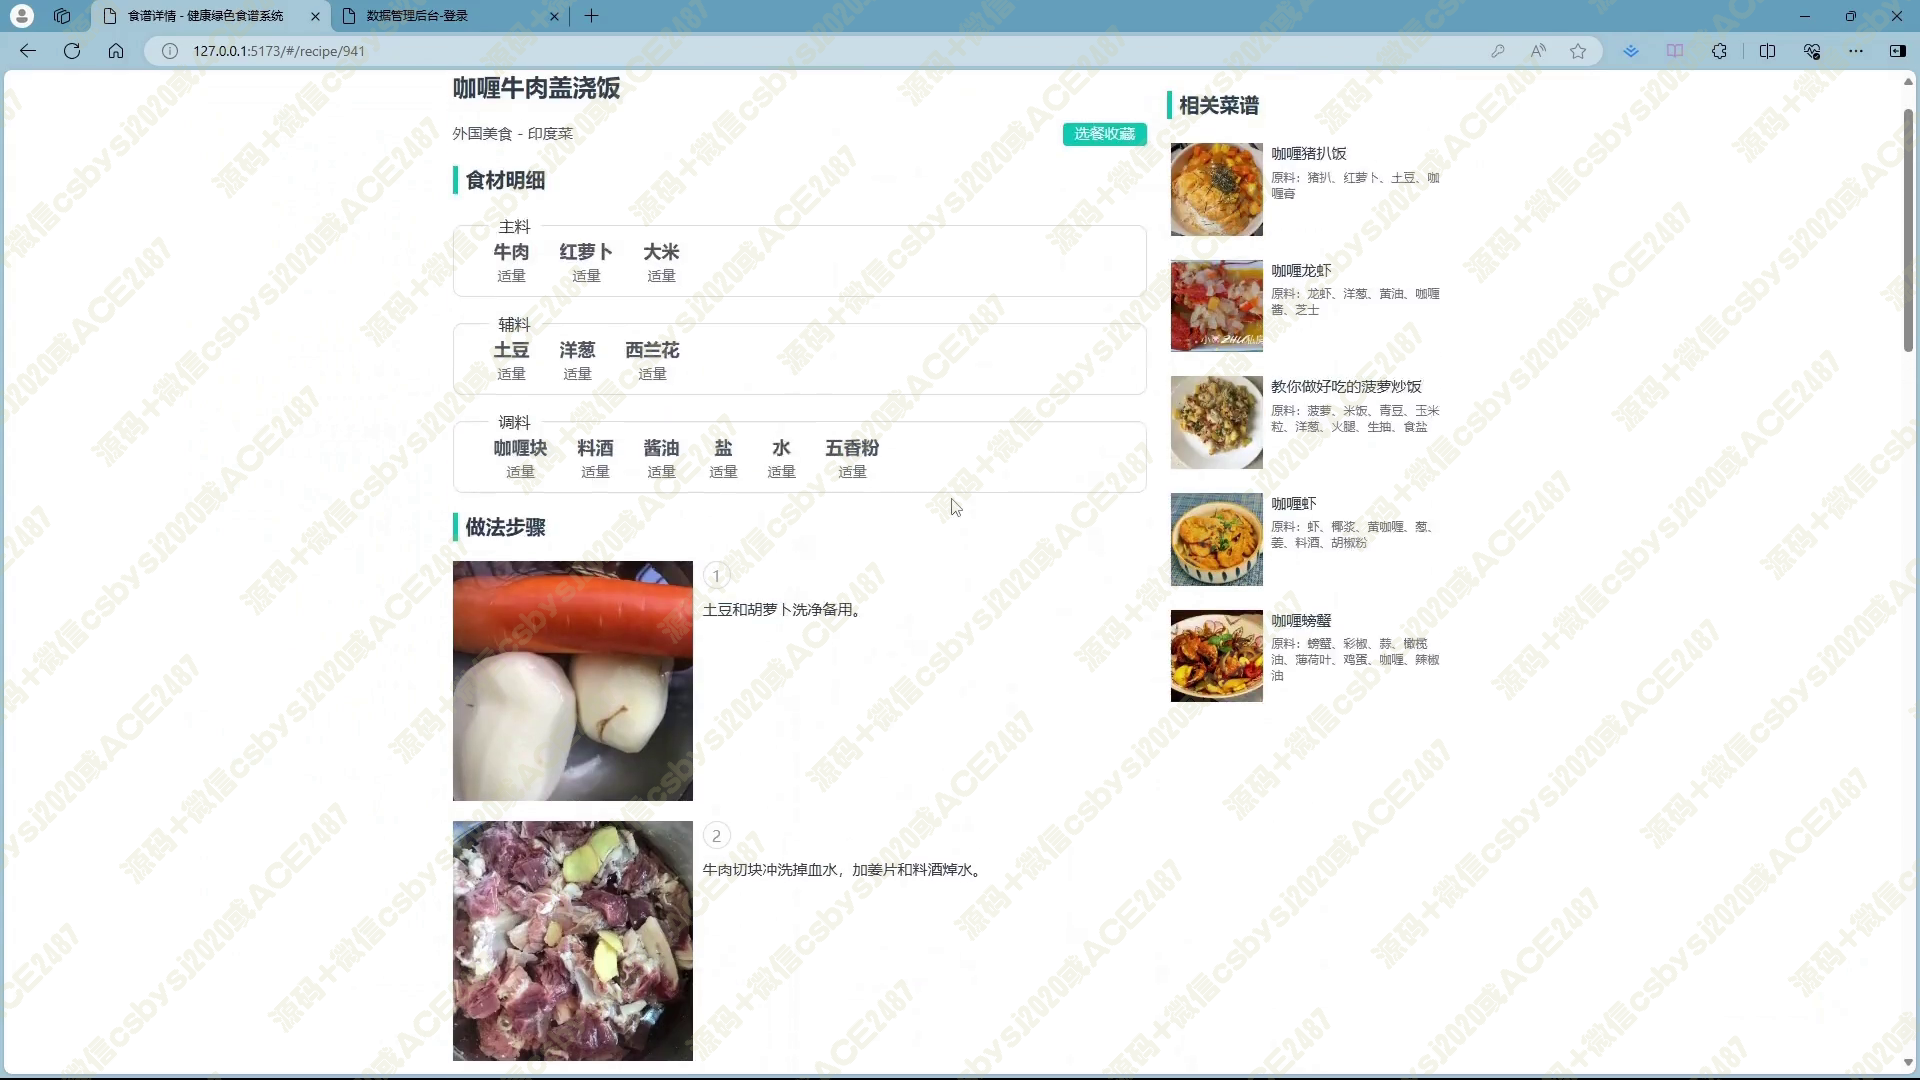 食谱详情 - 健康绿色食谱系统
数据管理后台-登录
127.0.0.1:5173/#/recipe/941
咖喱牛肉盖浇饭
外国美食 - 印度菜
选餐收藏
食材明细
主料
牛肉 红萝卜 大米
适量 适量 适量
辅料
土豆 洋葱 西兰花
适量 适量 适量
调料
咖喱块 料酒 酱油 盐 水 五香粉
适量 适量 适量 适量 适量 适量
做法步骤
1
土豆和胡萝卜洗净备用。
2
牛肉切块冲洗掉血水，加姜片和料酒焯水。
相关菜谱
咖喱猪扒饭
原料：猪扒、红萝卜、土豆、咖
喱膏
咖喱龙虾
原料：龙虾、洋葱、黄油、咖喱
酱、芝士
教你做好吃的菠萝炒饭
原料：菠萝、米饭、青豆、玉米
粒、洋葱、火腿、生抽、食盐
咖喱虾
原料：虾、椰浆、黄咖喱、葱、
姜、料酒、胡椒粉
咖喱螃蟹
原料：螃蟹、彩椒、蒜、橄榄
油、薄荷叶、鸡蛋、咖喱、辣椒
油
源码+微信csbysj2020或ACE2487